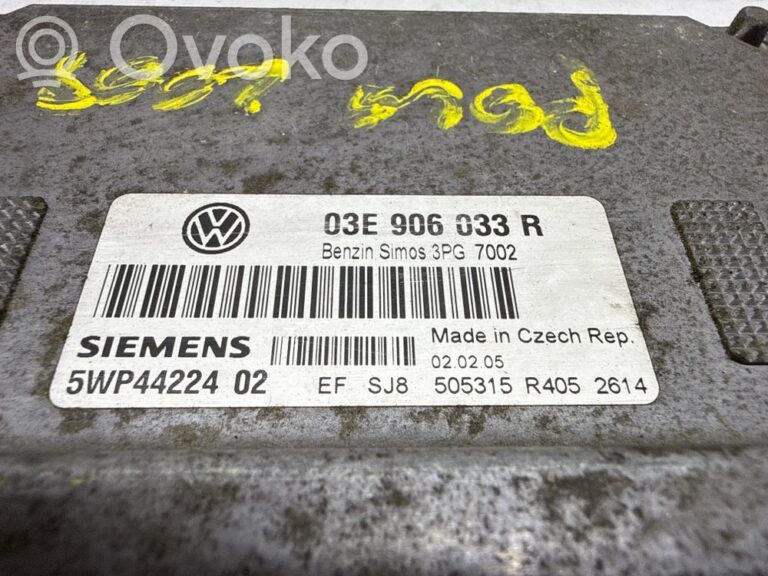 Ovoko
03E 906 033 R
Benzin Simos 3PG 7002
SIEMENS
Made in Czech Rep.
02.02.05
5WP44224 02 EF SJ8 505315 R405 2614